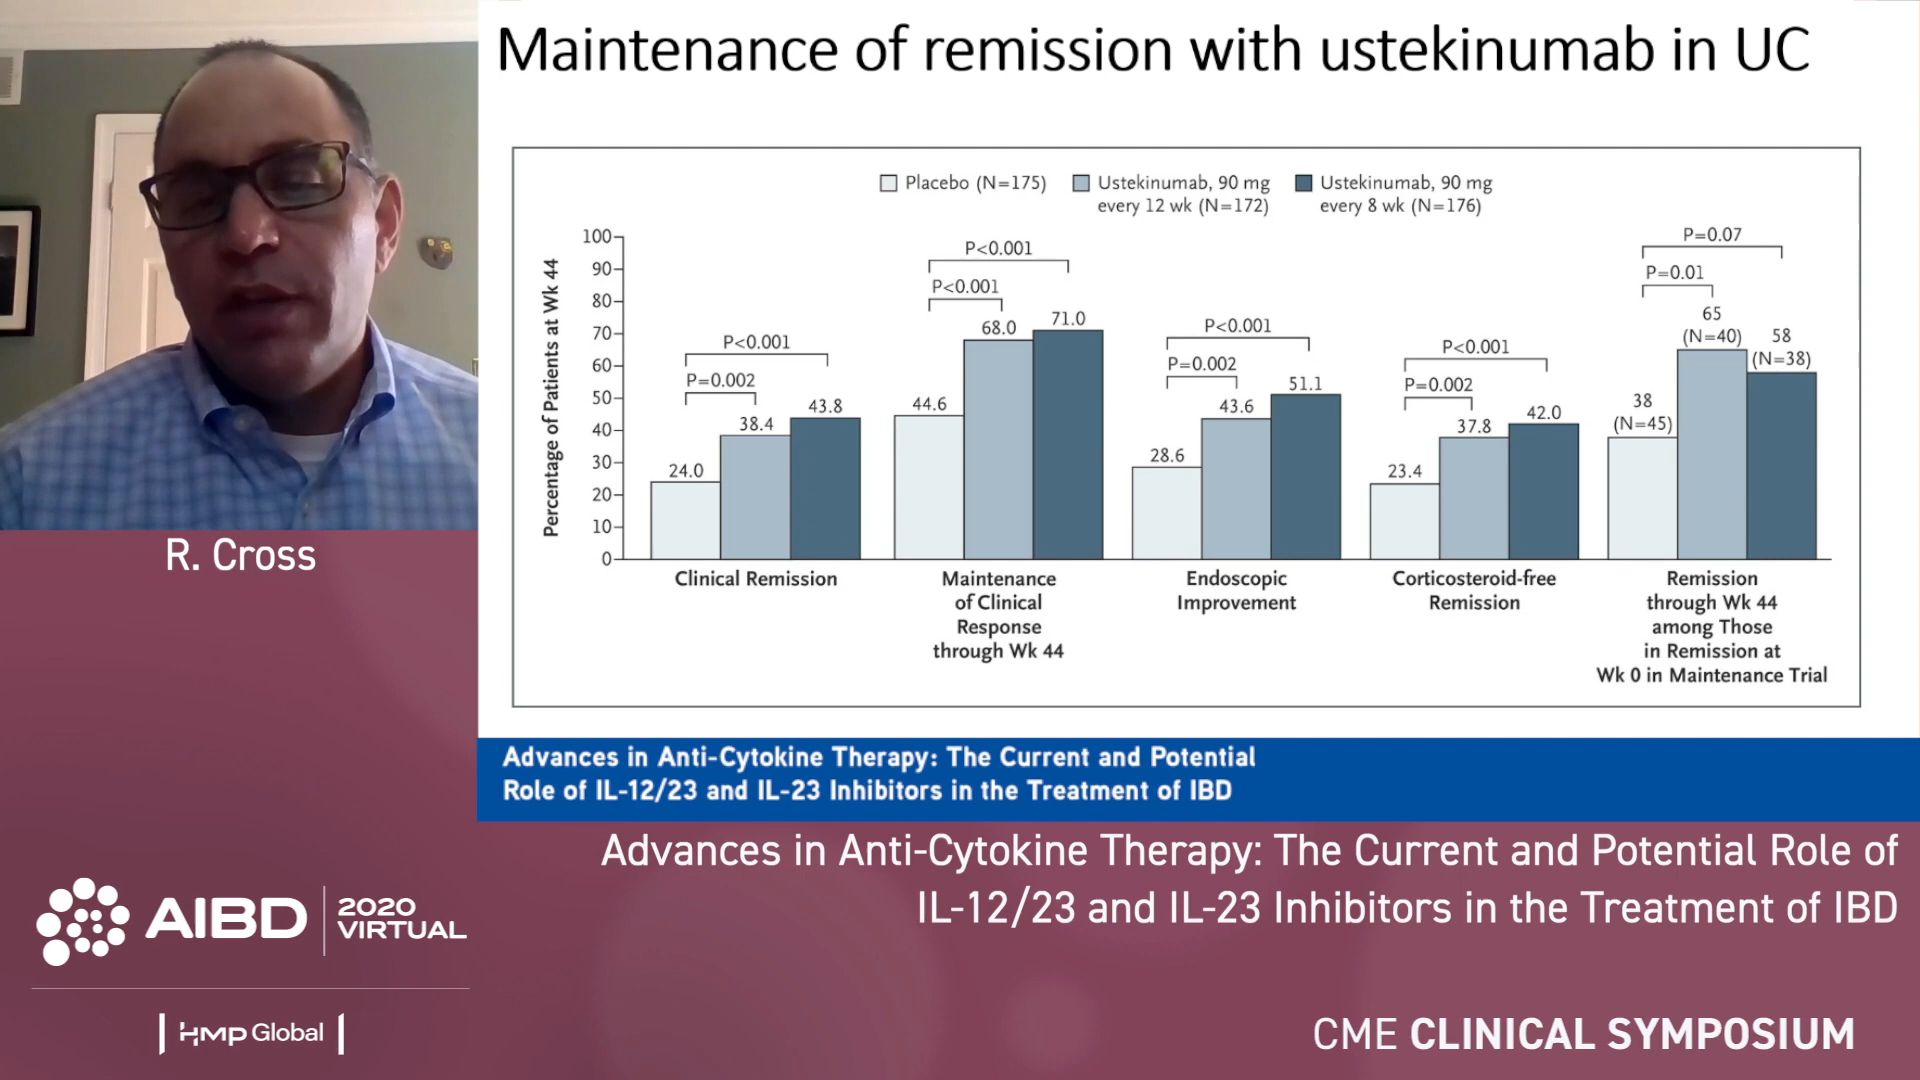 Maintenance of remission with ustekinumab in UC
Placebo (N=175)
Ustekinumab, 90 mg
every 12 wk (N=172)
Ustekinumab, 90 mg
every 8 wk (N=176)
Percentage of Patients at Wk 44
100
90
80
70
60
50
40
30
20
10
0
P<0.001
P=0.002
24.0
38.4
43.8
Clinical Remission
P<0.001
P<0.001
44.6
68.0
71.0
Maintenance
of Clinical
Response
through Wk 44
P<0.001
P=0.002
28.6
43.6
51.1
Endoscopic
Improvement
P<0.001
P=0.002
23.4
37.8
42.0
Corticosteroid-free
Remission
P=0.07
P=0.01
38
(N=45)
65
(N=40)
58
(N=38)
Remission
through Wk 44
among Those
in Remission at
Wk 0 in Maintenance Trial
R. Cross
Advances in Anti-Cytokine Therapy: The Current and Potential
Role of IL-12/23 and IL-23 Inhibitors in the Treatment of IBD
Advances in Anti-Cytokine Therapy: The Current and Potential Role of
IL-12/23 and IL-23 Inhibitors in the Treatment of IBD
AIBD
2020
VIRTUAL
HMP Global
CME CLINICAL SYMPOSIUM